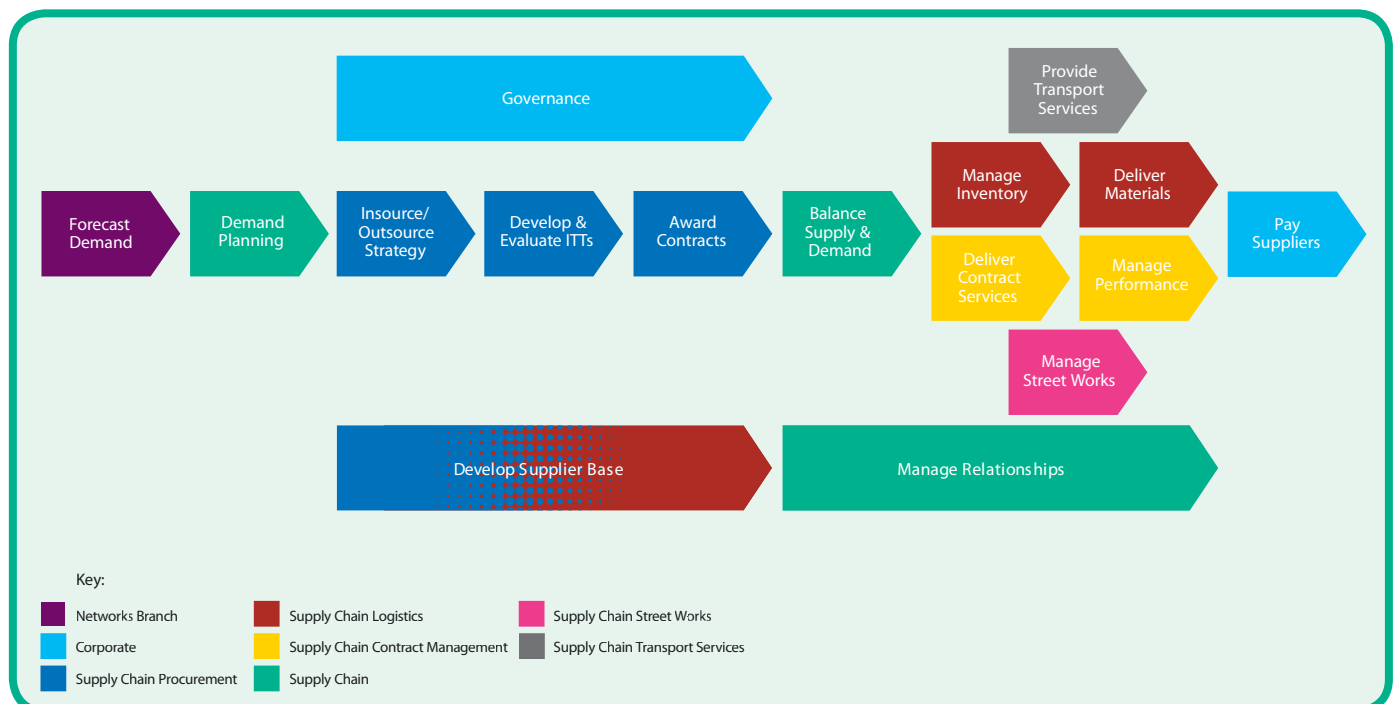 Governance
Provide
Transport
Services
Forecast
Demand
Demand
Planning
Insource/
Outsource
Strategy
Develop &
Evaluate ITTs
Award
Contracts
Balance
Supply &
Demand
Manage
Inventory
Deliver
Materials
Deliver
Contract
Services
Manage
Performance
Pay
Suppliers
Manage
Street Works
Develop Supplier Base
Manage Relationships
Key:
Networks Branch
Corporate
Supply Chain Procurement
Supply Chain Logistics
Supply Chain Contract Management
Supply Chain
Supply Chain Street Works
Supply Chain Transport Services